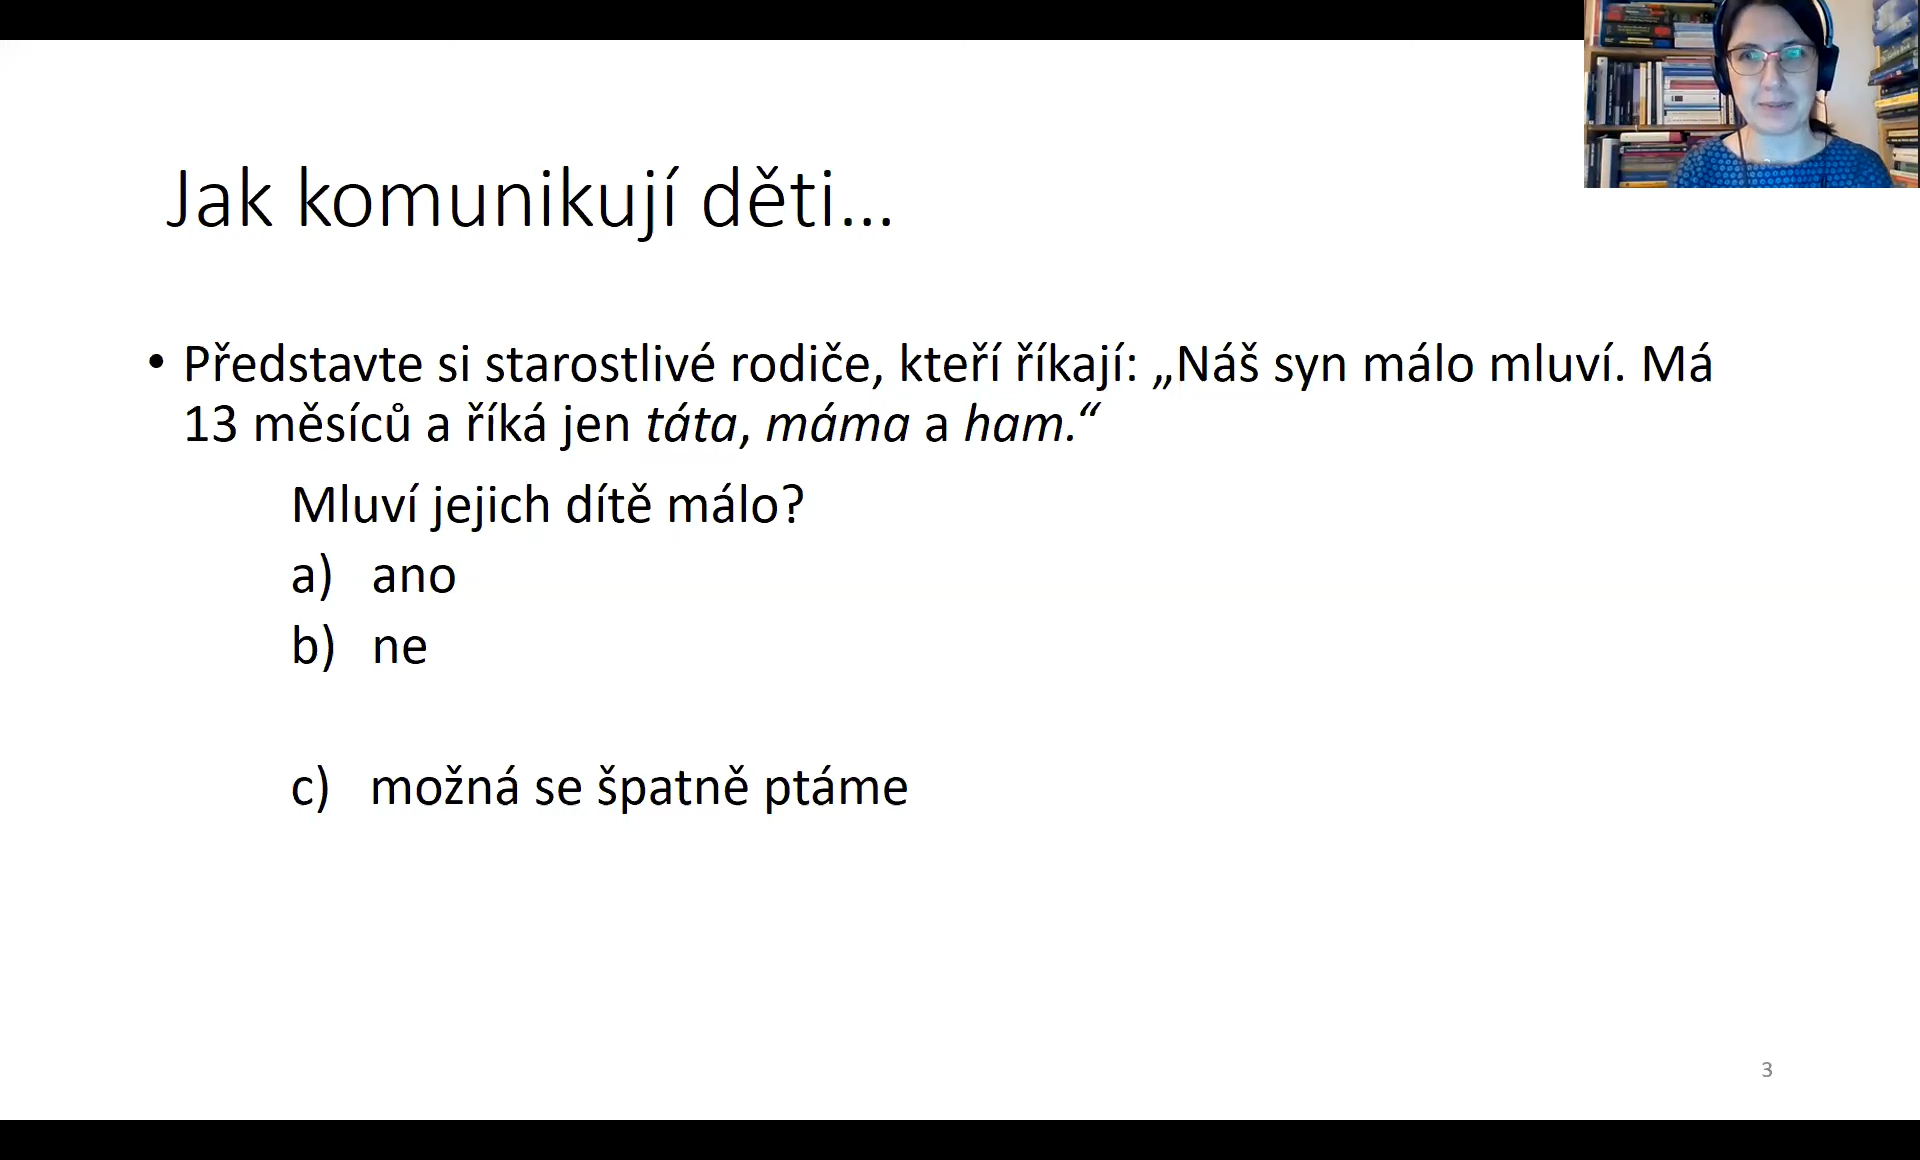 Jak komunikují děti...
• Představte si starostlivé rodiče, kteří říkají: „Náš syn málo mluví. Má
13 měsíců a říká jen táta, máma a ham.“
Mluví jejich dítě málo?
a) ano
b) ne
c) možná se špatně ptáme
3